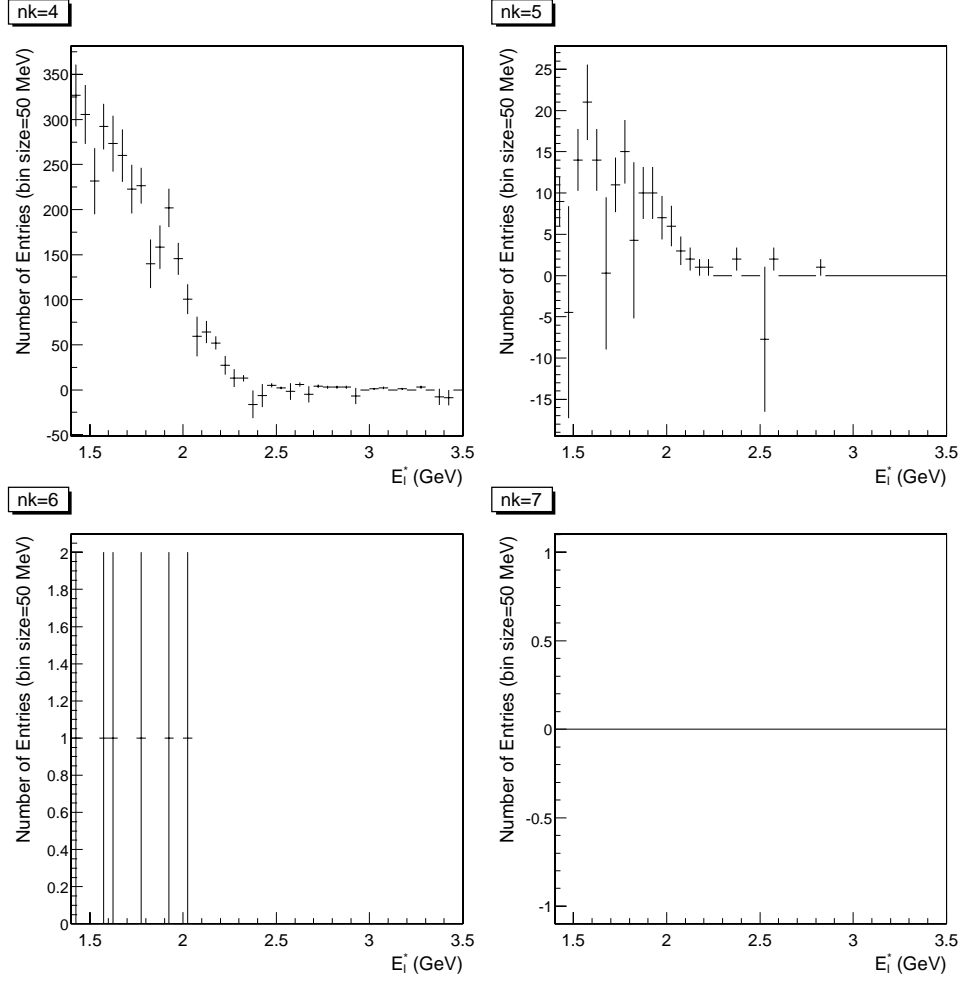 nk=4
Number of Entries (bin size=50 MeV)
350
300
250
200
150
100
50
0
-50
1.5 2 2.5 3 3.5
E*l (GeV)
nk=5
Number of Entries (bin size=50 MeV)
25
20
15
10
5
0
-5
-10
-15
1.5 2 2.5 3 3.5
E*l (GeV)
nk=6
Number of Entries (bin size=50 MeV)
2
1.8
1.6
1.4
1.2
1
0.8
0.6
0.4
0.2
0
1.5 2 2.5 3 3.5
E*l (GeV)
nk=7
Number of Entries (bin size=50 MeV)
1
0.5
0
-0.5
-1
1.5 2 2.5 3 3.5
E*l (GeV)